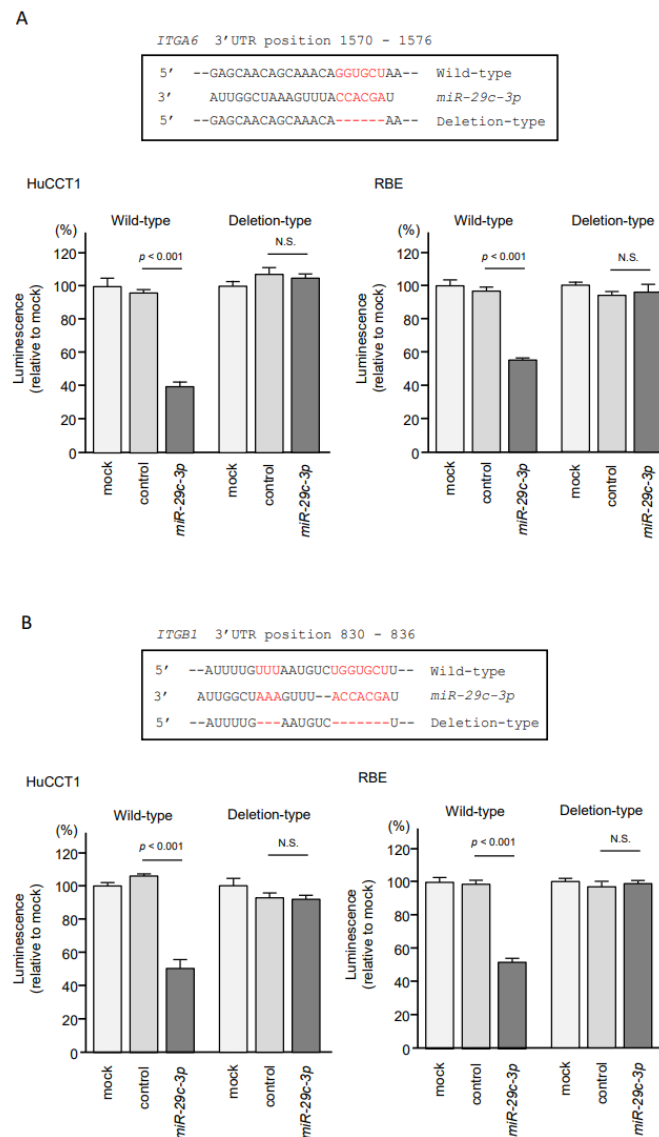 A
ITGA6 3’UTR position 1570 - 1576
5’ --GAGCAACAGCAAACAGGUGCUAA-- Wild-type
3’ AUUGGCUAAAGUUUACCACGAU miR-29c-3p
5’ --GAGCAACAGCAAACA------AA-- Deletion-type
HuCCT1
Wild-type Deletion-type
(%)
p < 0.001
N.S.
Luminescence
(relative to mock)
120
100
80
60
40
20
0
mock
control
miR-29c-3p
mock
control
miR-29c-3p
RBE
Wild-type Deletion-type
(%)
p < 0.001
N.S.
Luminescence
(relative to mock)
120
100
80
60
40
20
0
mock
control
miR-29c-3p
mock
control
miR-29c-3p
B
ITGB1 3’UTR position 830 - 836
5’ --AUUUUGUUUAAUGUCUGGUGCUU-- Wild-type
3’ AUUGGCUAAAGUUU--ACCACGAU miR-29c-3p
5’ --AUUUUG---AAUGUC-------U-- Deletion-type
HuCCT1
Wild-type Deletion-type
(%)
p < 0.001
N.S.
Luminescence
(relative to mock)
120
100
80
60
40
20
0
mock
control
miR-29c-3p
mock
control
miR-29c-3p
RBE
Wild-type Deletion-type
(%)
p < 0.001
N.S.
Luminescence
(relative to mock)
120
100
80
60
40
20
0
mock
control
miR-29c-3p
mock
control
miR-29c-3p